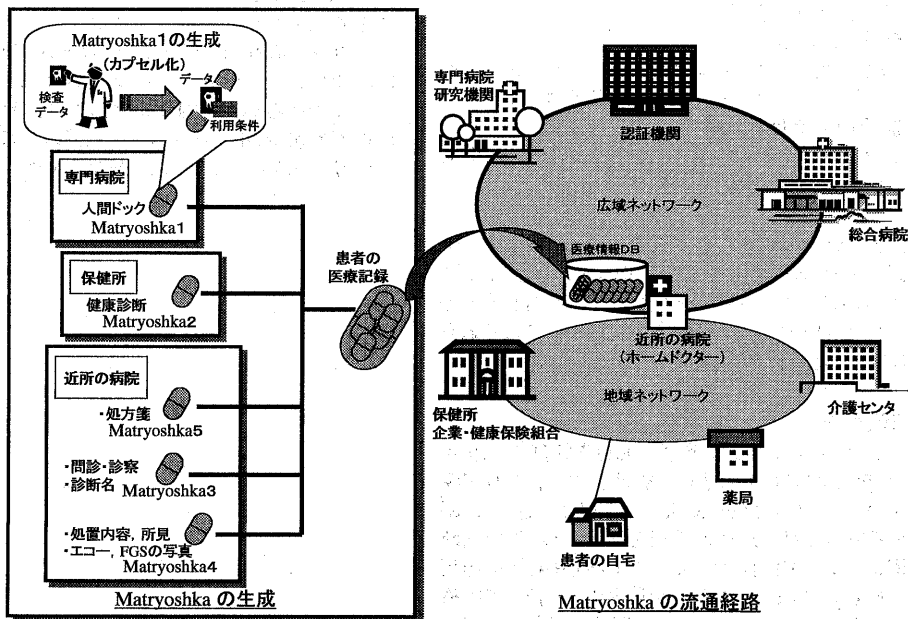 Matryoshka1の生成
(カプセル化)
データ
検査
データ
利用条件
専門病院
人間ドック
Matryoshka1
保健所
健康診断
Matryoshka2
近所の病院
・処方箋
Matryoshka5
・問診・診察
・診断名
Matryoshka3
・処置内容, 所見
・エコー, FGSの写真
Matryoshka4
患者の
医療記録
Matryoshka の生成
専門病院
研究機関
認証機関
広域ネットワーク
総合病院
医療情報DB
近所の病院
(ホームドクター)
地域ネットワーク
保健所
企業・健康保険組合
介護センタ
薬局
患者の自宅
Matryoshka の流通経路